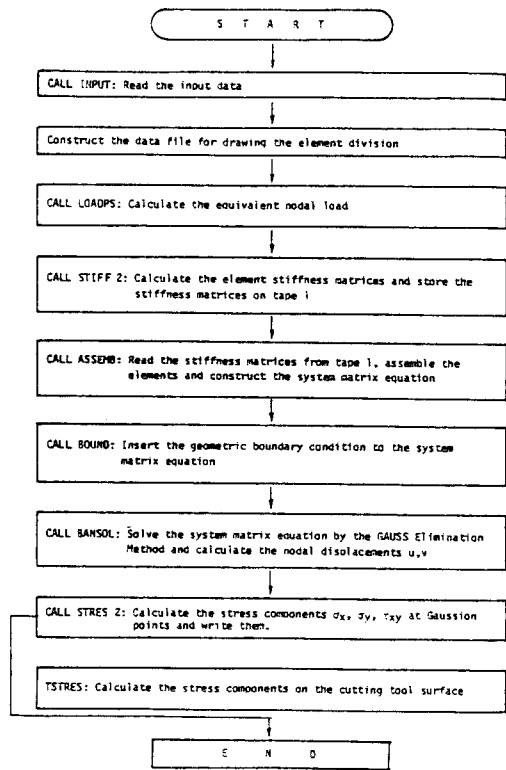 S T A R T
CALL INPUT: Read the input data
Construct the data file for drawing the element division
CALL LOADPS: Calculate the equivalent nodal load
CALL STIFF 2: Calculate the element stiffness matrices and store the
stiffness matrices on tape 1
CALL ASSEMB: Read the stiffness matrices from tape 1, assemble the
elements and construct the system matrix equation
CALL BOUND: Insert the geometric boundary condition to the system
matrix equation
CALL BANSOL: Solve the system matrix equation by the GAUSS Elimination
Method and calculate the nodal dislacements u,v
CALL STRES 2: Calculate the stress components σx, σy, τxy at Gaussion
points and write them.
TSTRES: Calculate the stress components on the cutting tool surface
E N D